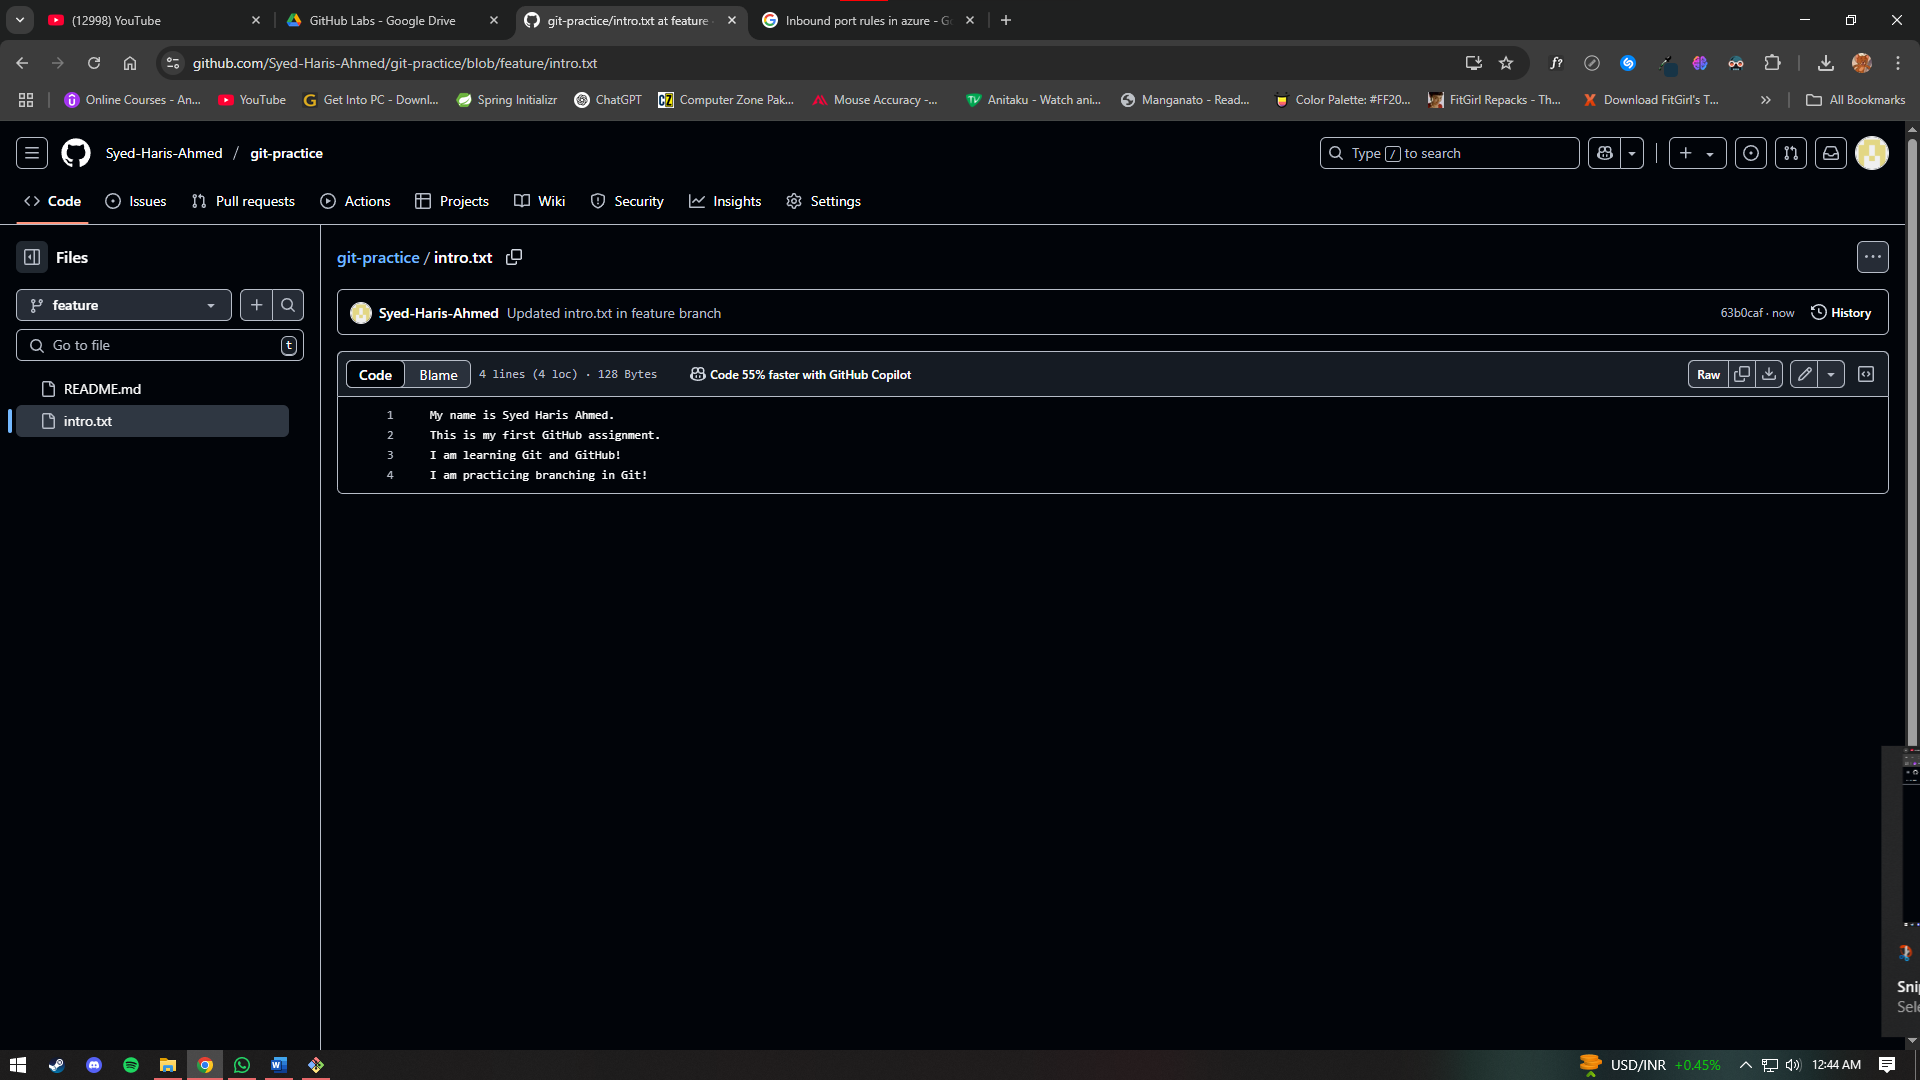 (12998) YouTube
GitHub Labs - Google Drive
git-practice/intro.txt at feature
Inbound port rules in azure - G
github.com/Syed-Haris-Ahmed/git-practice/blob/feature/intro.txt
f?
Online Courses - An...
YouTube
Get Into PC - Downl...
Spring Initializr
ChatGPT
CZ
Computer Zone Pak...
Mouse Accuracy -...
Anitaku - Watch ani...
Manganato - Read...
Color Palette: #FF20...
FitGirl Repacks - Th...
Download FitGirl's T...
All Bookmarks
Syed-Haris-Ahmed / git-practice
Type / to search
Code
Issues
Pull requests
Actions
Projects
Wiki
Security
Insights
Settings
Files
git-practice / intro.txt
feature
Syed-Haris-Ahmed Updated intro.txt in feature branch
63b0caf · now
History
Go to file
t
Code
Blame
4 lines (4 loc) · 128 Bytes
Code 55% faster with GitHub Copilot
Raw
README.md
intro.txt
1 My name is Syed Haris Ahmed.
2 This is my first GitHub assignment.
3 I am learning Git and GitHub!
4 I am practicing branching in Git!
Sni
Sele
USD/INR +0.45%
12:44 AM